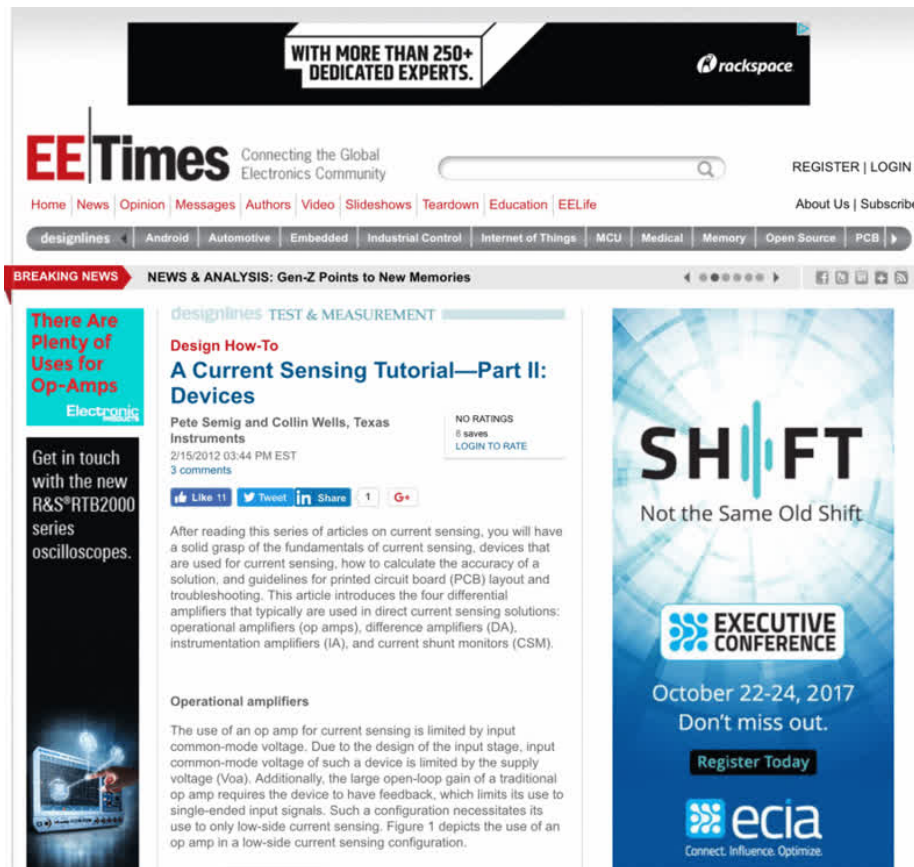 WITH MORE THAN 250+
DEDICATED EXPERTS.
rackspace
EE Times
Connecting the Global
Electronics Community
REGISTER | LOGIN
Home News Opinion Messages Authors Video Slideshows Teardown Education EELife
About Us | Subscribe
designlines Android Automotive Embedded Industrial Control Internet of Things MCU Medical Memory Open Source PCB
BREAKING NEWS NEWS & ANALYSIS: Gen-Z Points to New Memories
There Are
Plenty of
Uses for
Op-Amps
Electronic
PRODUCTS
Get in touch
with the new
R&S®RTB2000
series
oscilloscopes.
designlines TEST & MEASUREMENT
Design How-To
A Current Sensing Tutorial—Part II:
Devices
Pete Semig and Collin Wells, Texas
Instruments
2/15/2012 03:44 PM EST
3 comments
NO RATINGS
6 saves
LOGIN TO RATE
Like 11 Tweet in Share 1 G+
After reading this series of articles on current sensing, you will have
a solid grasp of the fundamentals of current sensing, devices that
are used for current sensing, how to calculate the accuracy of a
solution, and guidelines for printed circuit board (PCB) layout and
troubleshooting. This article introduces the four differential
amplifiers that typically are used in direct current sensing solutions:
operational amplifiers (op amps), difference amplifiers (DA),
instrumentation amplifiers (IA), and current shunt monitors (CSM).
Operational amplifiers
The use of an op amp for current sensing is limited by input
common-mode voltage. Due to the design of the input stage, input
common-mode voltage of such a device is limited by the supply
voltage (Voa). Additionally, the large open-loop gain of a traditional
op amp requires the device to have feedback, which limits its use to
single-ended input signals. Such a configuration necessitates its
use to only low-side current sensing. Figure 1 depicts the use of an
op amp in a low-side current sensing configuration.
SHIFT
Not the Same Old Shift
EXECUTIVE
CONFERENCE
October 22-24, 2017
Don't miss out.
Register Today
ecia
Connect. Influence. Optimize.